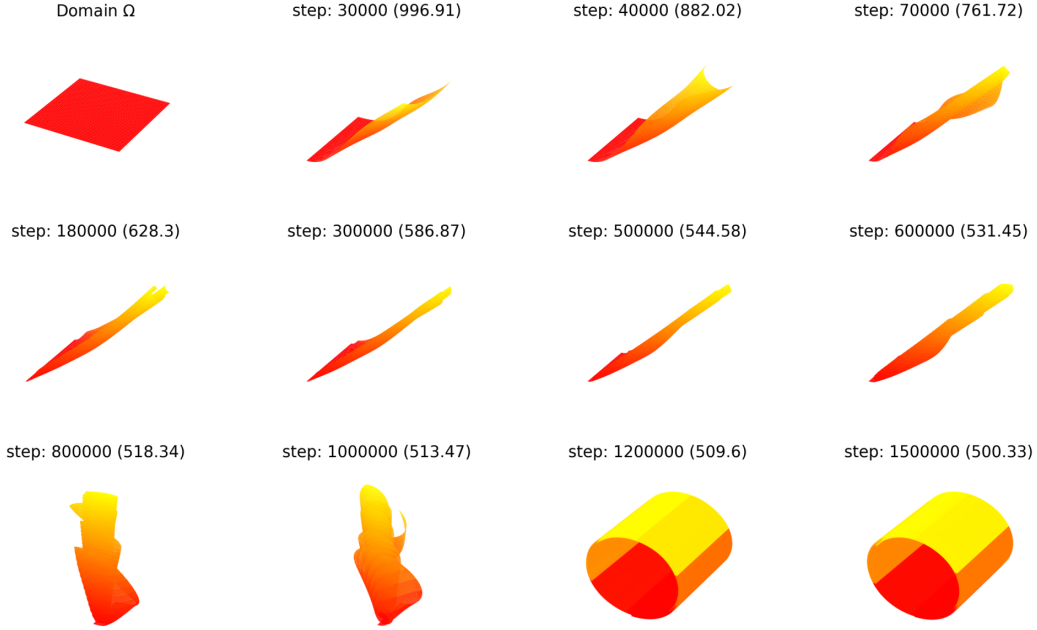 Domain Ω
step: 30000 (996.91)
step: 40000 (882.02)
step: 70000 (761.72)
step: 180000 (628.3)
step: 300000 (586.87)
step: 500000 (544.58)
step: 600000 (531.45)
step: 800000 (518.34)
step: 1000000 (513.47)
step: 1200000 (509.6)
step: 1500000 (500.33)